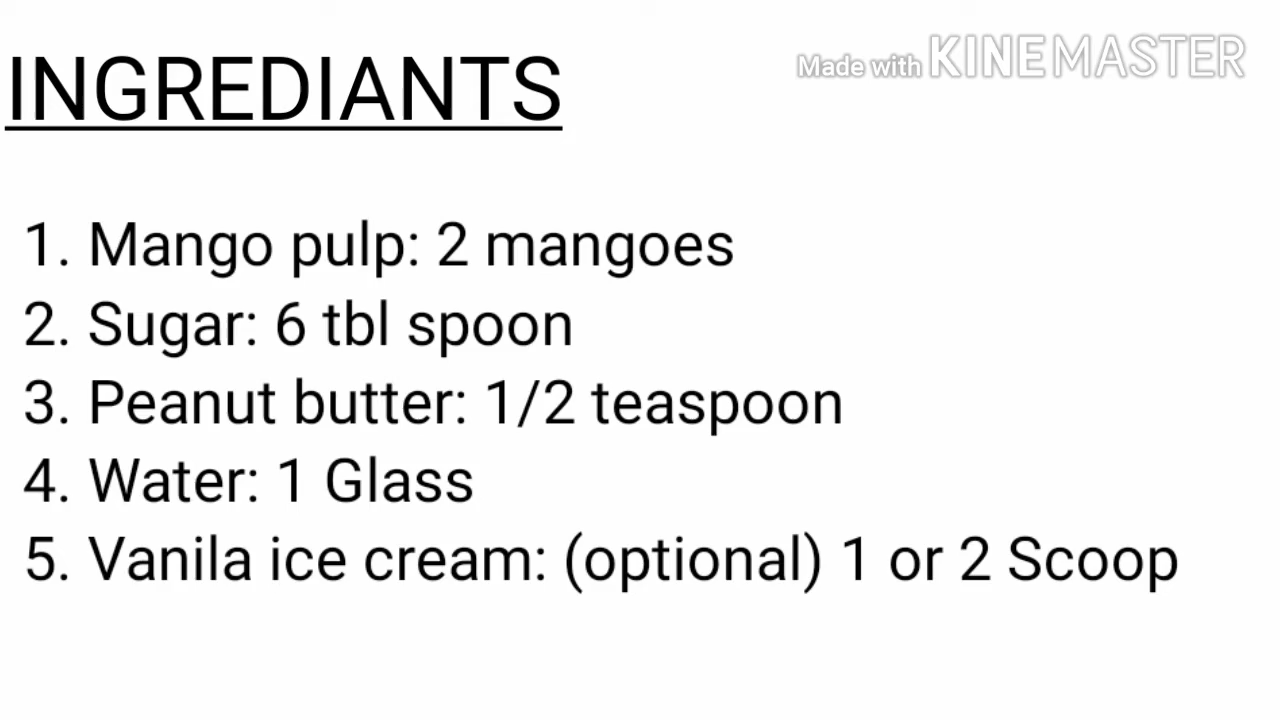 Made with KINEMASTER
INGREDIANTS
1. Mango pulp: 2 mangoes
2. Sugar: 6 tbl spoon
3. Peanut butter: 1/2 teaspoon
4. Water: 1 Glass
5. Vanila ice cream: (optional) 1 or 2 Scoop